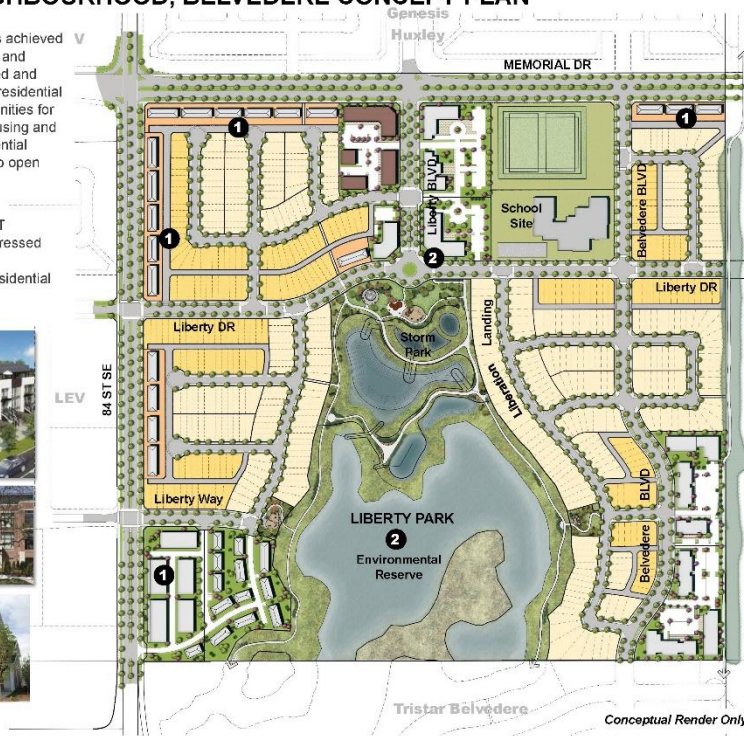 BELVEDERE CONCEPT PLAN
achieved
and
ed and
residential
nities for
using and
ential
o open
T
ressed
sidential
Genesis
Huxley
V
MEMORIAL DR
1
1
Liberty BLVD
School
Site
Belvedere BLVD
1
2
Liberty DR
Liberty DR
Storm
Park
Landing
Liberation
LEV
84 ST SE
Liberty Way
BLVD
Belvedere
LIBERTY PARK
2
Environmental
Reserve
1
Tristar Belvedere
Conceptual Render Only